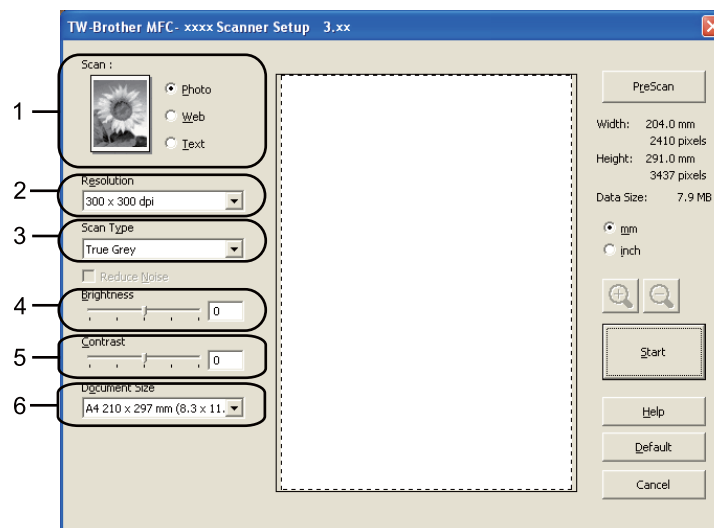 TW-Brother MFC- xxxx Scanner Setup 3.xx
1
Scan :
Photo
Web
Text
2
Resolution
300 x 300 dpi
3
Scan Type
True Grey
Reduce Noise
4
Brightness
0
5
Contrast
0
6
Document Size
A4 210 x 297 mm (8.3 x 11.
PreScan
Width: 204.0 mm
2410 pixels
Height: 291.0 mm
3437 pixels
Data Size: 7.9 MB
mm
inch
Start
Help
Default
Cancel